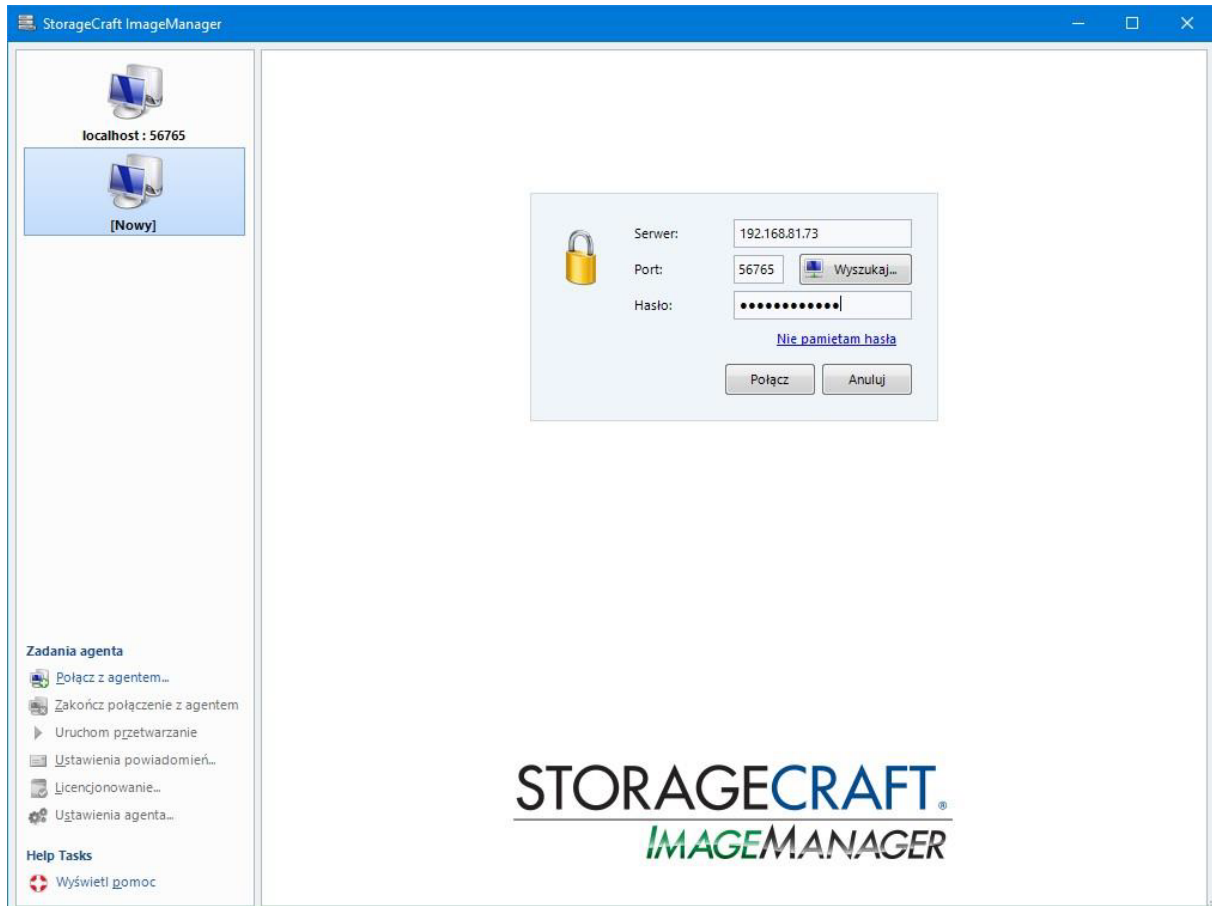 StorageCraft ImageManager
localhost : 56765
[Nowy]
Serwer: 192.168.81.73
Port: 56765 Wyszukaj...
Hasło: ●●●●●●●●●●●●
Nie pamietam hasła
Połącz Anuluj
Zadania agenta
Połącz z agentem...
Zakończ połączenie z agentem
Uruchom przetwarzanie
Ustawienia powiadomień...
Licencjonowanie...
Ustawienia agenta...
Help Tasks
Wyświetl pomoc
STORAGECRAFT®
IMAGEMANAGER